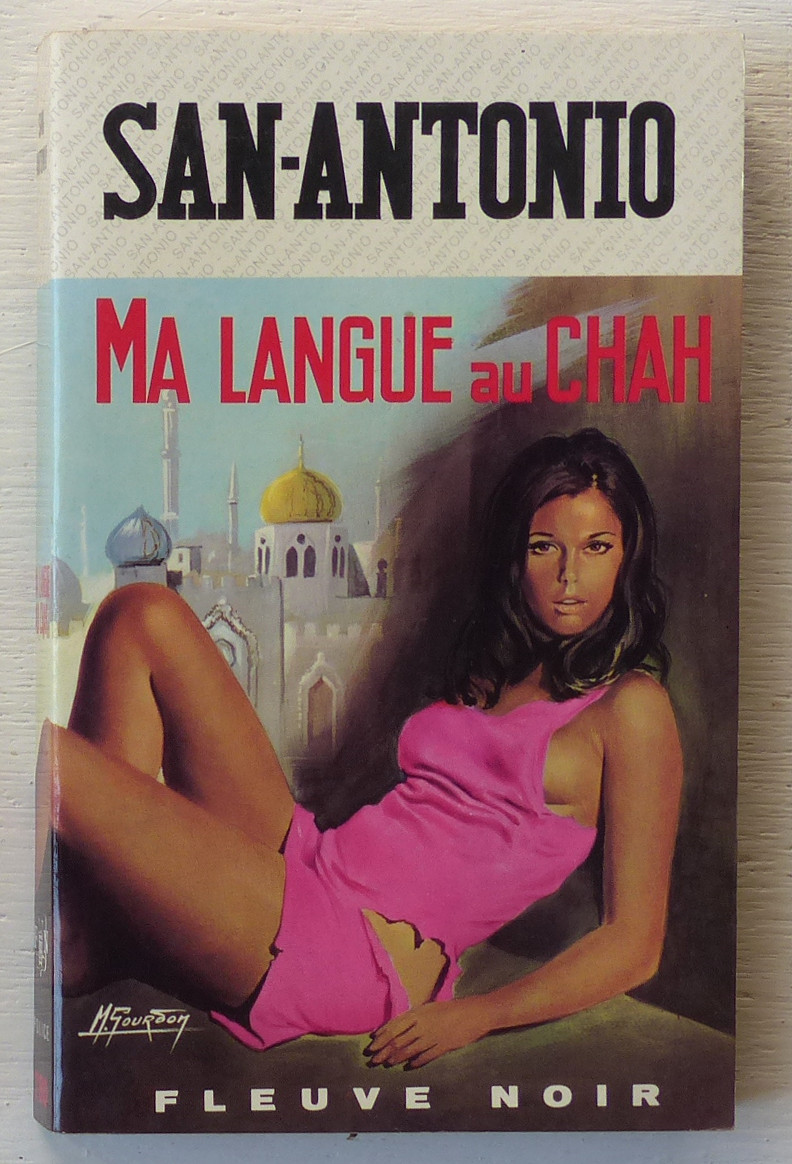 SAN-ANTONIO
MA LANGUE au CHAH
M. Gourdon
FLEUVE NOIR